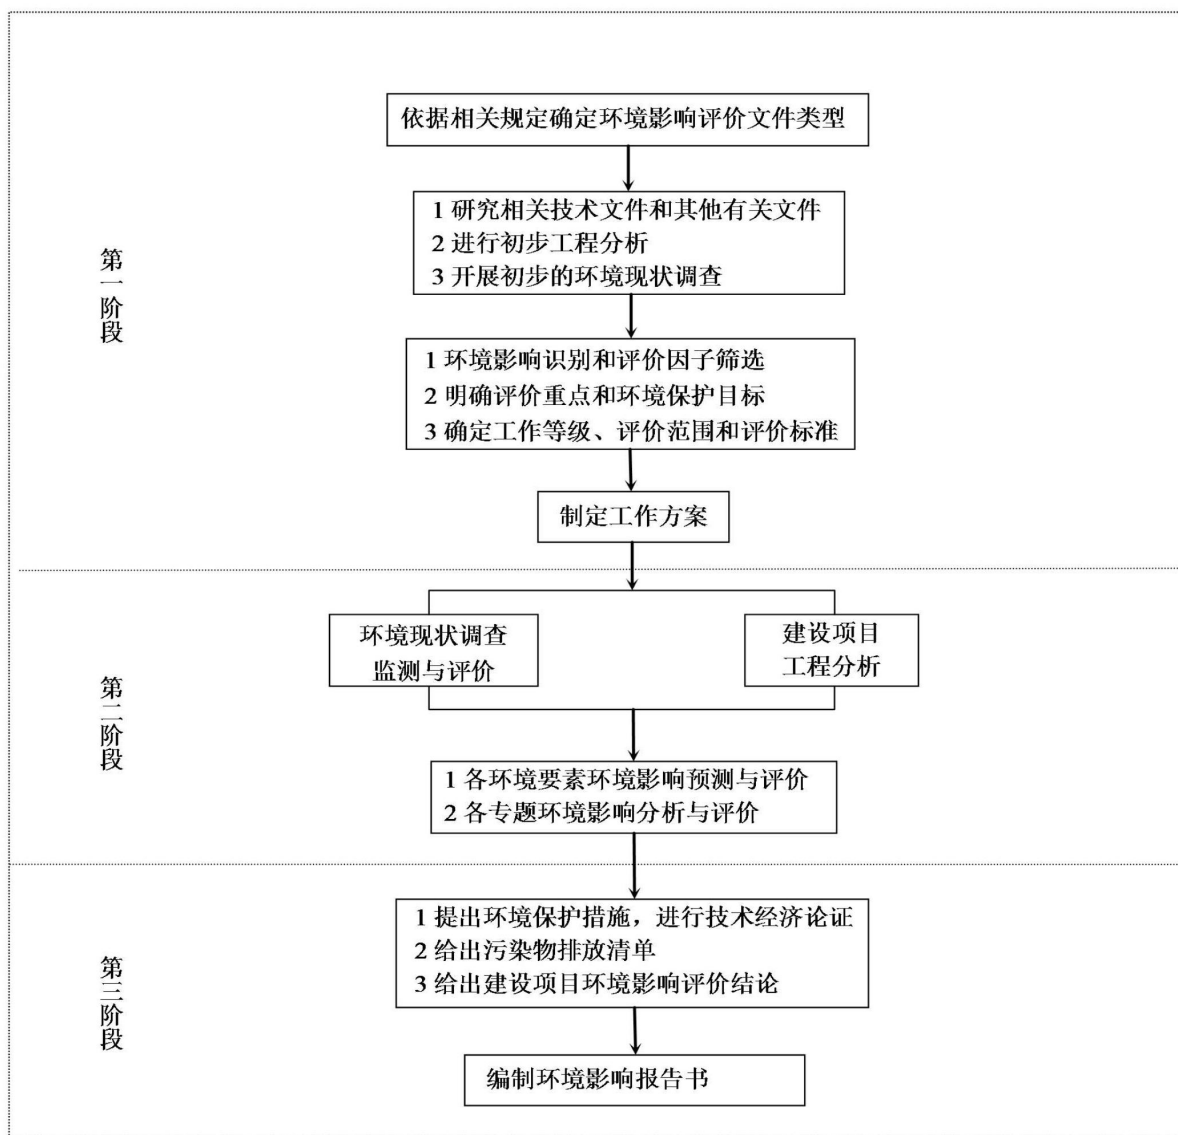 第一阶段
依据相关规定确定环境影响评价文件类型
1 研究相关技术文件和其他有关文件
2 进行初步工程分析
3 开展初步的环境现状调查
1 环境影响识别和评价因子筛选
2 明确评价重点和环境保护目标
3 确定工作等级、评价范围和评价标准
制定工作方案
第二阶段
环境现状调查
监测与评价
建设项目
工程分析
1 各环境要素环境影响预测与评价
2 各专题环境影响分析与评价
第三阶段
1 提出环境保护措施，进行技术经济论证
2 给出污染物排放清单
3 给出建设项目环境影响评价结论
编制环境影响报告书